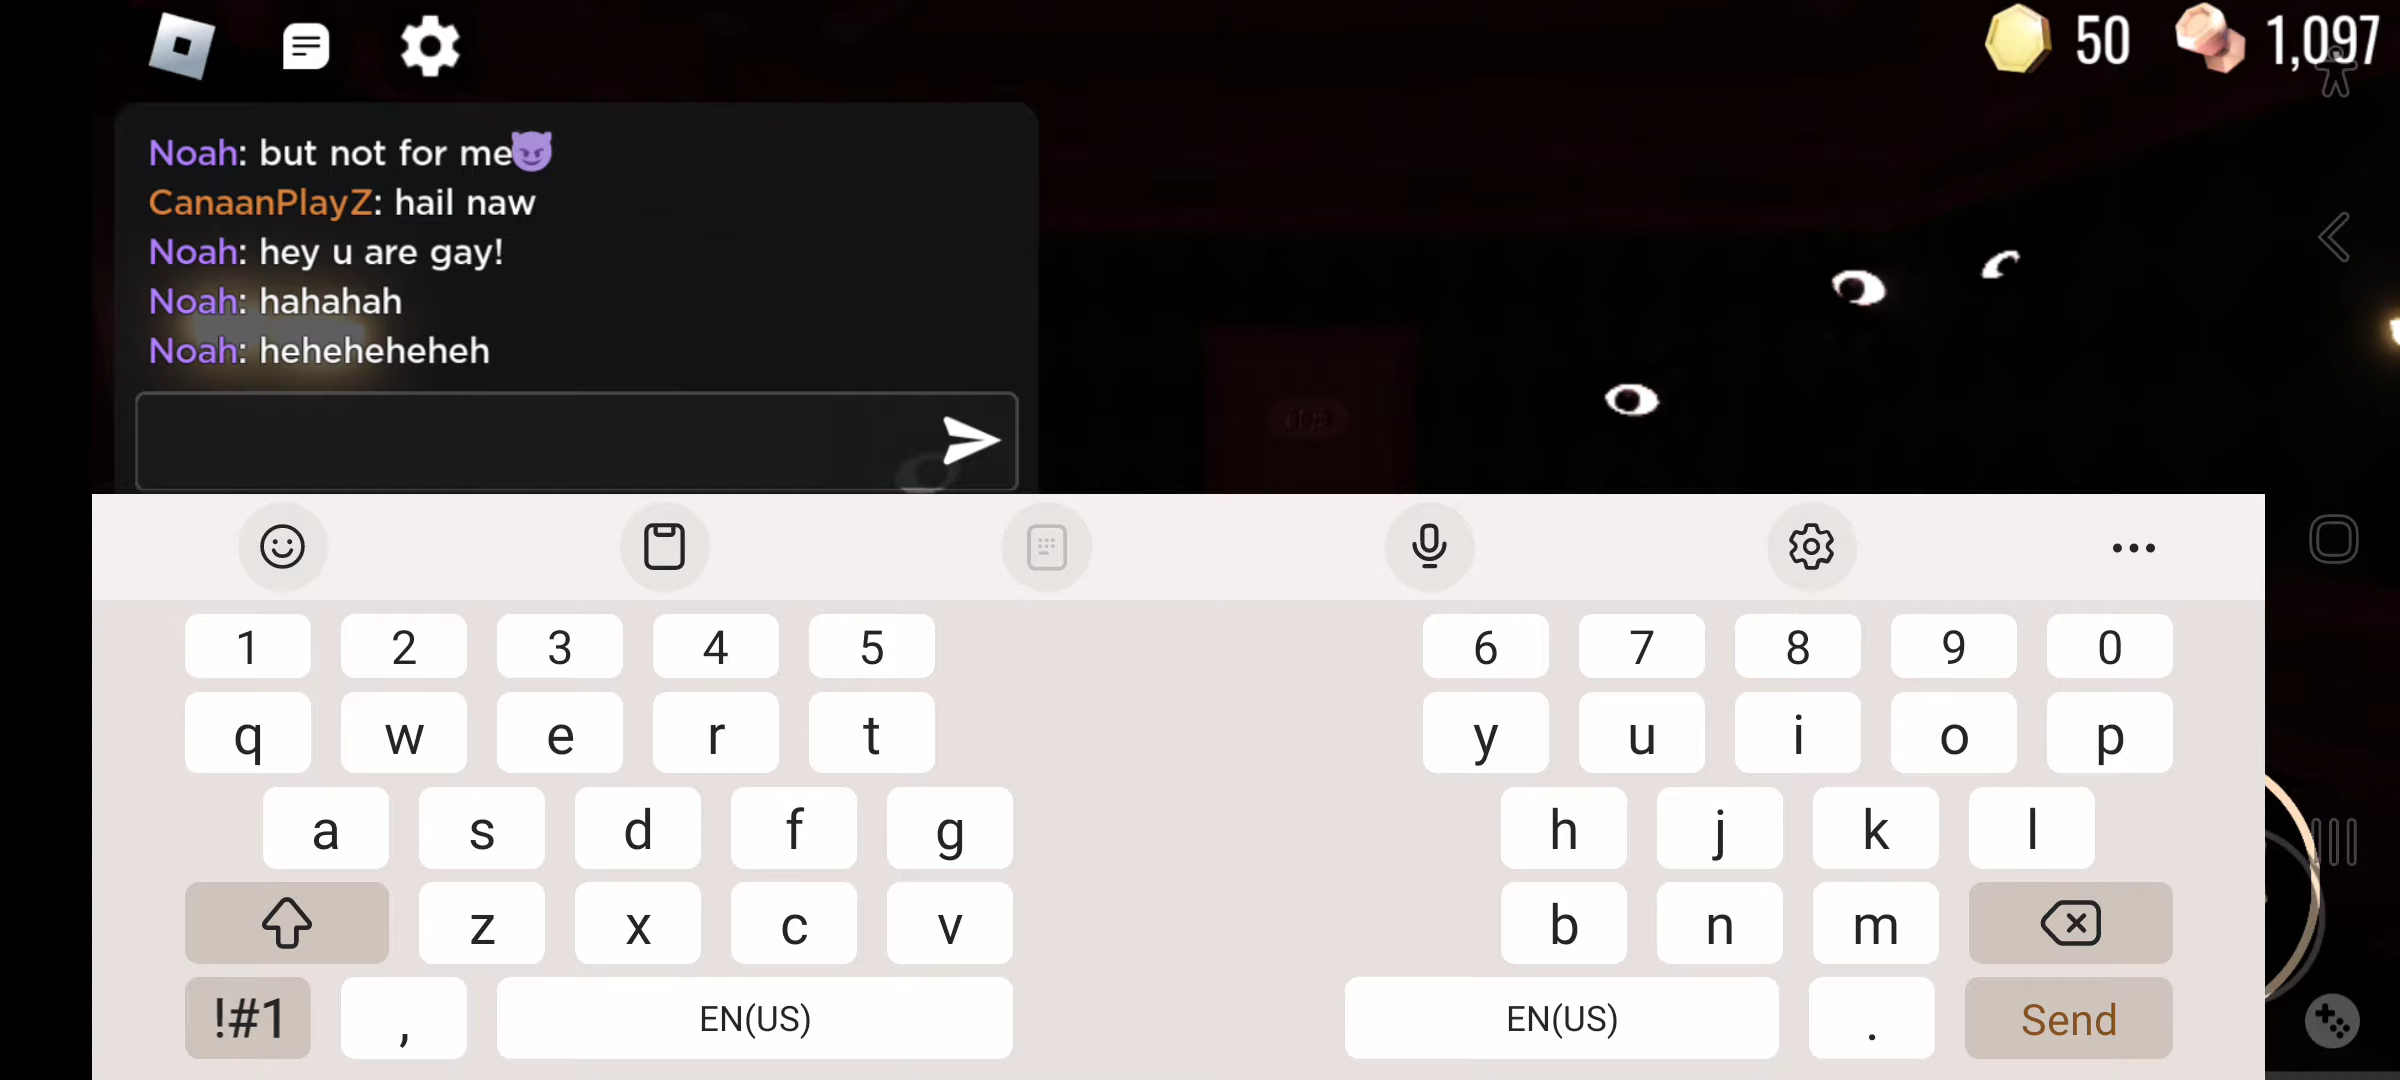 50
1,097
Noah: but not for me😈
CanaanPlayZ: hail naw
Noah: hey u are gay!
Noah: hahahah
Noah: heheheheheh
1 2 3 4 5 6 7 8 9 0
q w e r t y u i o p
a s d f g h j k l
z x c v b n m
!#1 , EN(US) EN(US) . Send